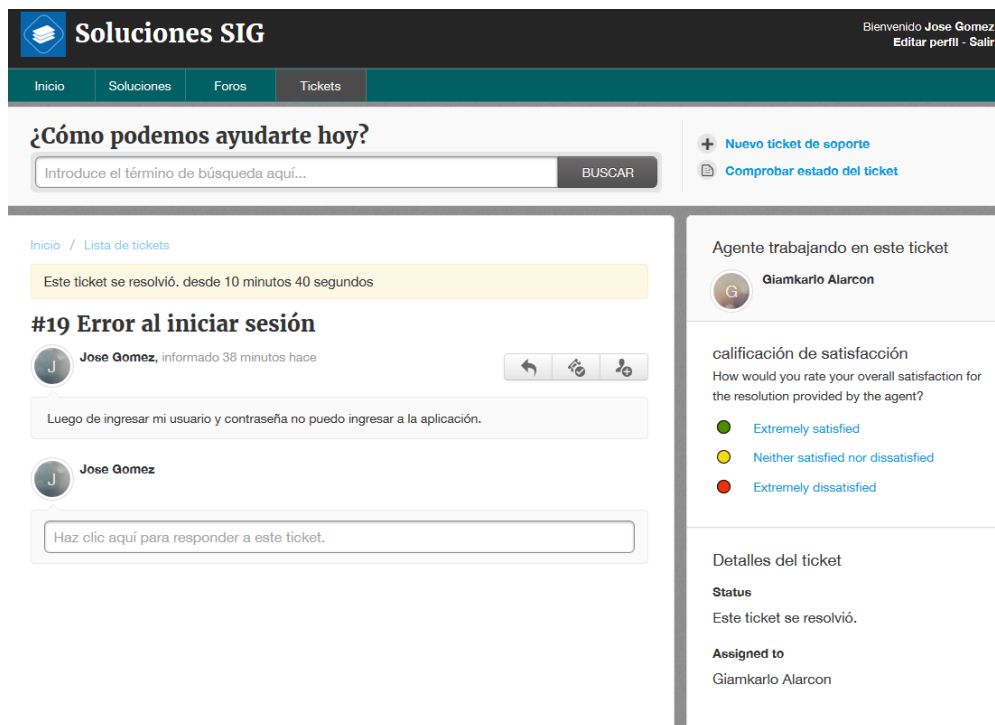 Soluciones SIG
Bienvenido Jose Gomez
Editar perfil - Salir
Inicio
Soluciones
Foros
Tickets
¿Cómo podemos ayudarte hoy?
Introduce el término de búsqueda aquí...
BUSCAR
Nuevo ticket de soporte
Comprobar estado del ticket
Inicio / Lista de tickets
Este ticket se resolvió. desde 10 minutos 40 segundos
#19 Error al iniciar sesión
J
Jose Gomez, informado 38 minutos hace
Luego de ingresar mi usuario y contraseña no puedo ingresar a la aplicación.
J
Jose Gomez
Haz clic aquí para responder a este ticket.
Agente trabajando en este ticket
G
Giamkarlo Alarcon
calificación de satisfacción
How would you rate your overall satisfaction for
the resolution provided by the agent?
Extremely satisfied
Neither satisfied nor dissatisfied
Extremely dissatisfied
Detalles del ticket
Status
Este ticket se resolvió.
Assigned to
Giamkarlo Alarcon